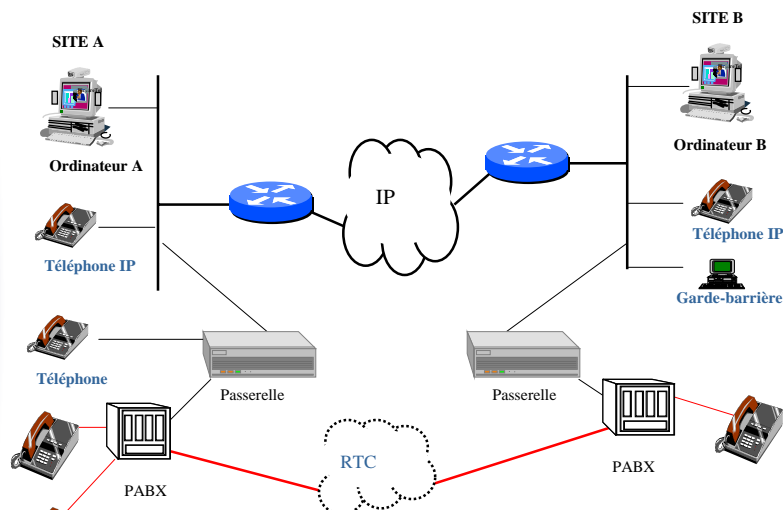 SITE A
SITE B
Ordinateur A
Ordinateur B
IP
Téléphone IP
Téléphone IP
Garde-barrière
Téléphone
Passerelle
Passerelle
RTC
PABX
PABX